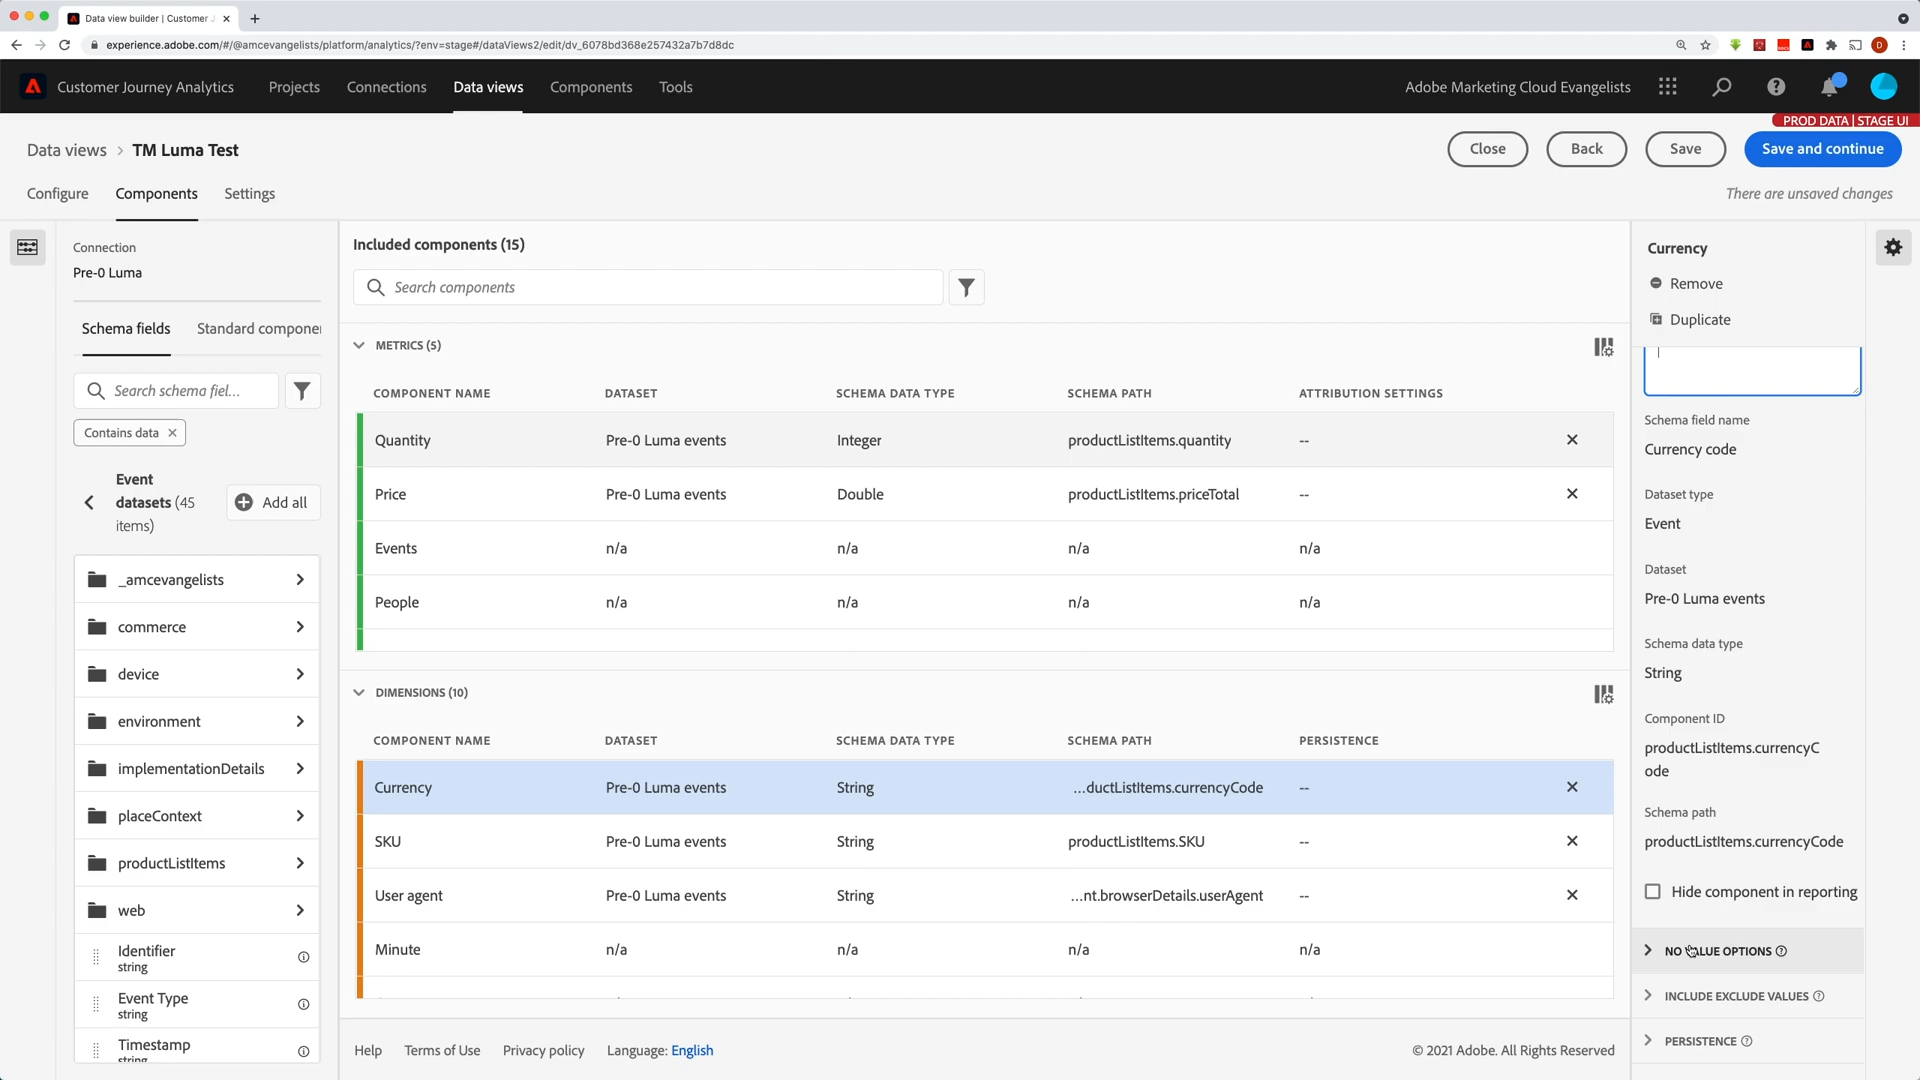 Data view builder | Customer J
experience.adobe.com/#/@amcevangelists/platform/analytics/?env=stage#/dataViews2/edit/dv_6078bd368e257432a7b7d8dc
D
Customer Journey Analytics
Projects
Connections
Data views
Components
Tools
Adobe Marketing Cloud Evangelists
PROD DATA | STAGE UI
Data views > TM Luma Test
Close
Back
Save
Save and continue
Configure
Components
Settings
There are unsaved changes
Connection
Pre-0 Luma
Schema fields
Standard componen
Search schema fiel...
Contains data
Event
datasets (45
items)
Add all
_amcevangelists
commerce
device
environment
implementationDetails
placeContext
productListItems
web
Identifier
string
Event Type
string
Timestamp
string
Included components (15)
Search components
METRICS (5)
COMPONENT NAME DATASET SCHEMA DATA TYPE SCHEMA PATH ATTRIBUTION SETTINGS
Quantity Pre-0 Luma events Integer productListItems.quantity --
Price Pre-0 Luma events Double productListItems.priceTotal --
Events n/a n/a n/a n/a
People n/a n/a n/a n/a
DIMENSIONS (10)
COMPONENT NAME DATASET SCHEMA DATA TYPE SCHEMA PATH PERSISTENCE
Currency Pre-0 Luma events String ...ductListItems.currencyCode --
SKU Pre-0 Luma events String productListItems.SKU --
User agent Pre-0 Luma events String ...nt.browserDetails.userAgent --
Minute n/a n/a n/a n/a
Currency
Remove
Duplicate
Schema field name
Currency code
Dataset type
Event
Dataset
Pre-0 Luma events
Schema data type
String
Component ID
productListItems.currencyC
ode
Schema path
productListItems.currencyCode
Hide component in reporting
NO VALUE OPTIONS
INCLUDE EXCLUDE VALUES
PERSISTENCE
Help
Terms of Use
Privacy policy
Language: English
© 2021 Adobe. All Rights Reserved